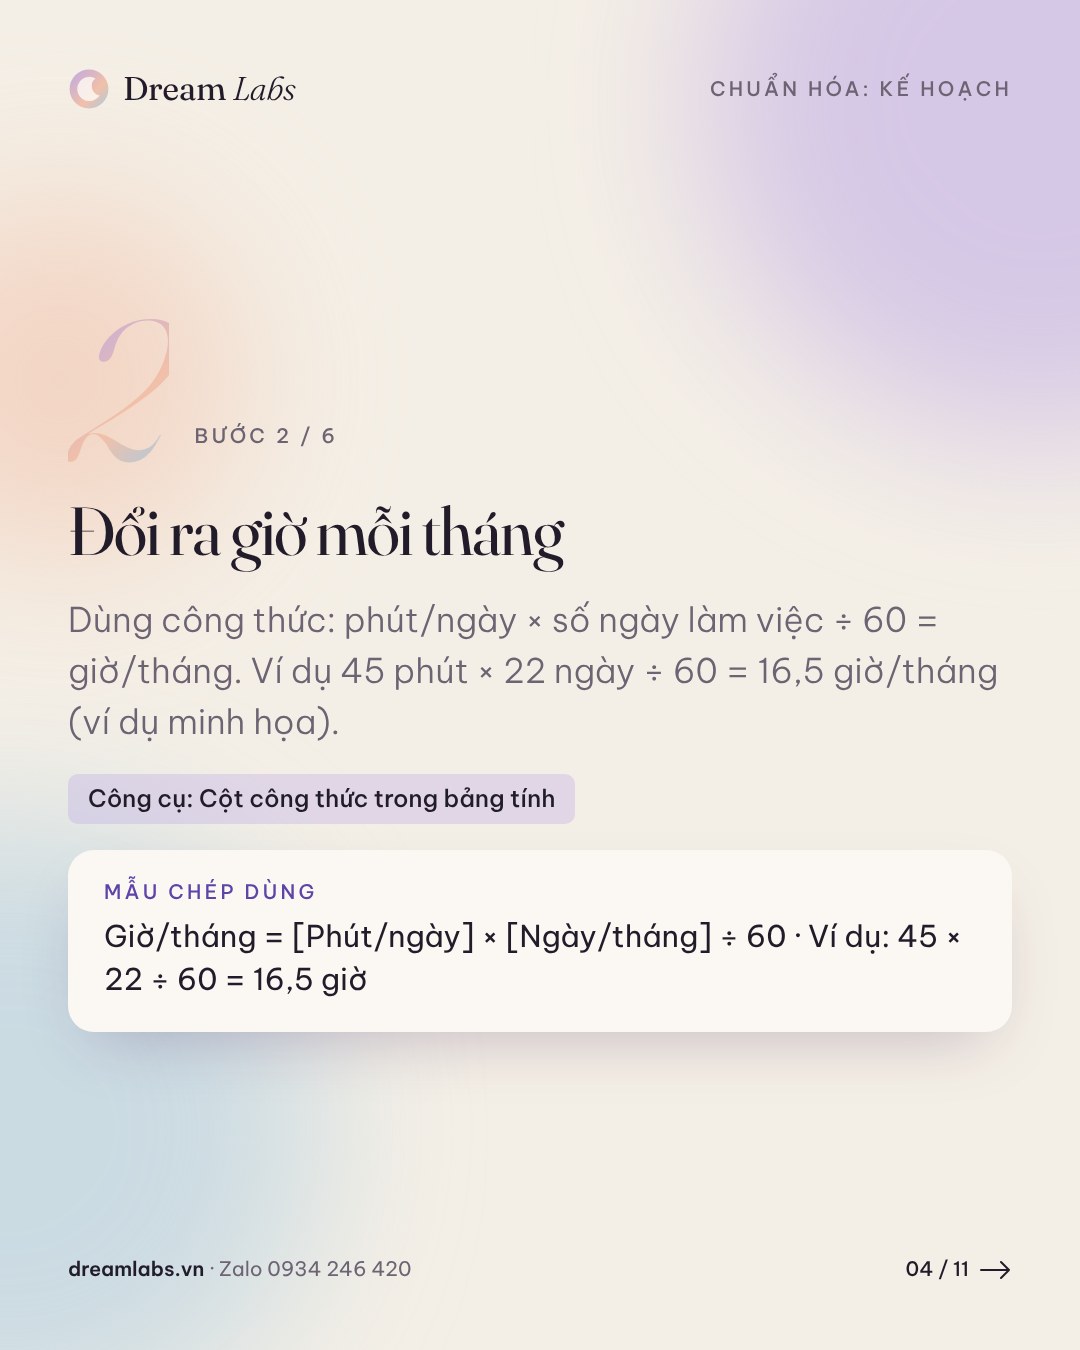 Dream Labs
CHUẨN HÓA: KẾ HOẠCH
2
BƯỚC 2 / 6
Đổi ra giờ mỗi tháng
Dùng công thức: phút/ngày × số ngày làm việc ÷ 60 =
giờ/tháng. Ví dụ 45 phút × 22 ngày ÷ 60 = 16,5 giờ/tháng
(ví dụ minh họa).
Công cụ: Cột công thức trong bảng tính
MẪU CHÉP DÙNG
Giờ/tháng = [Phút/ngày] × [Ngày/tháng] ÷ 60 · Ví dụ: 45 ×
22 ÷ 60 = 16,5 giờ
dreamlabs.vn · Zalo 0934 246 420
04 / 11 →